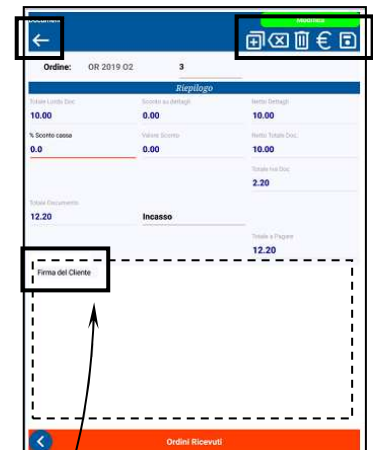 Documenti
Modifica
Ordine: OR 2019 O2 3
Riepilogo
Totale Lordo Doc. Sconto su dettagli Netto Dettagli
10.00 0.00 10.00
% Sconto cassa Valore Sconto Netto Totale Doc.
0.0 0.00 10.00
Totale Iva Doc.
2.20
Totale Documento
12.20 Incasso
Totale a Pagare
12.20
Firma del Cliente
Ordini Ricevuti